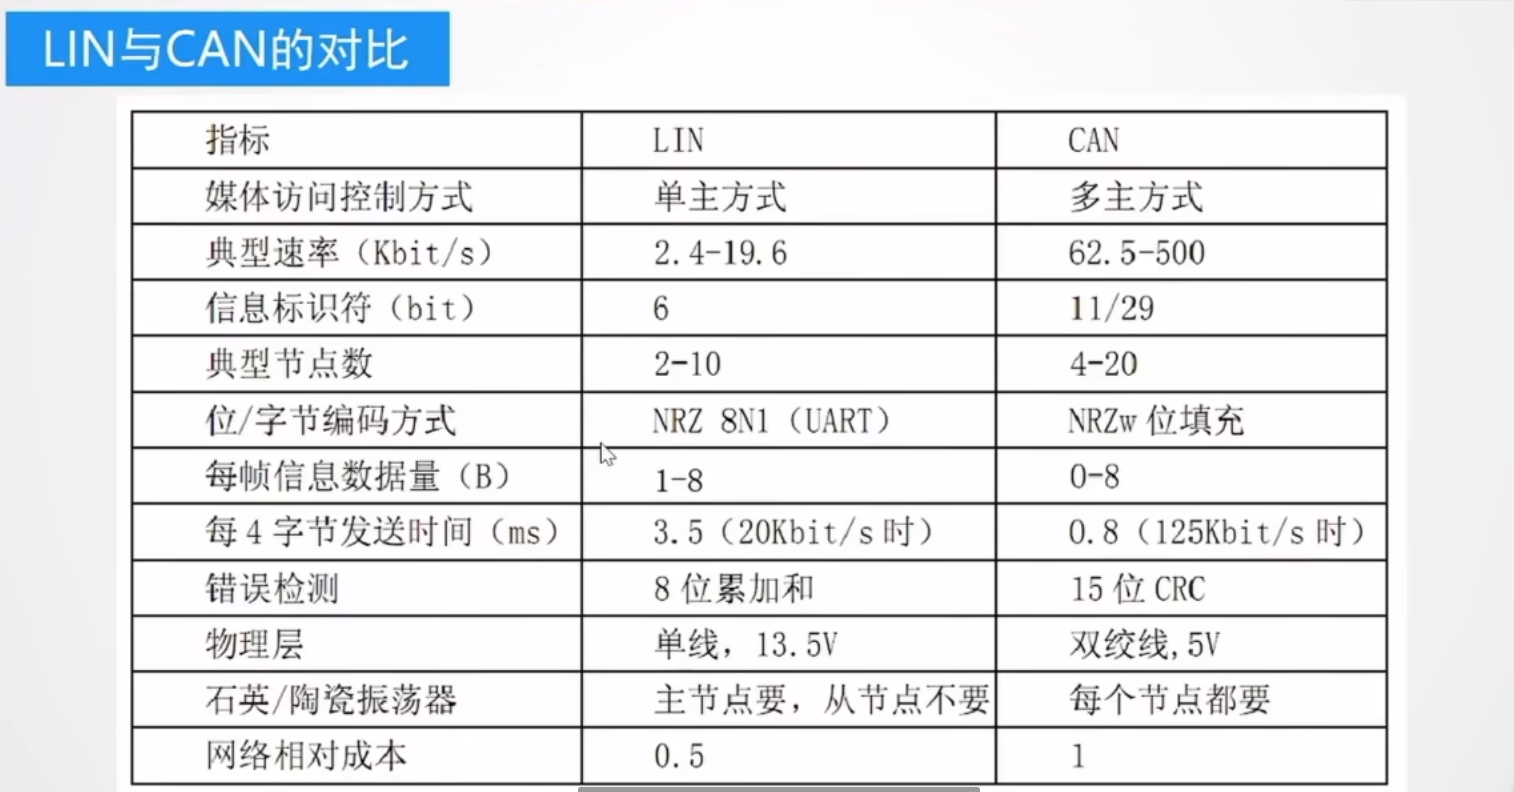 LIN与CAN的对比
指标 LIN CAN
媒体访问控制方式 单主方式 多主方式
典型速率（Kbit/s） 2.4-19.6 62.5-500
信息标识符（bit） 6 11/29
典型节点数 2-10 4-20
位/字节编码方式 NRZ 8N1（UART） NRZw 位填充
每帧信息数据量（B） 1-8 0-8
每 4 字节发送时间（ms） 3.5（20Kbit/s 时） 0.8（125Kbit/s 时）
错误检测 8 位累加和 15 位 CRC
物理层 单线，13.5V 双绞线,5V
石英/陶瓷振荡器 主节点要，从节点不要 每个节点都要
网络相对成本 0.5 1